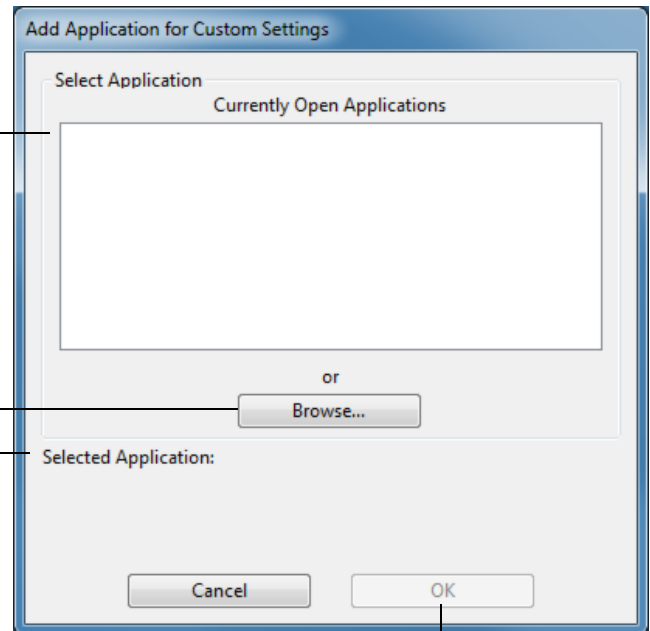 Add Application for Custom Settings
Select Application
Currently Open Applications
or
Browse...
Selected Application:
Cancel
OK